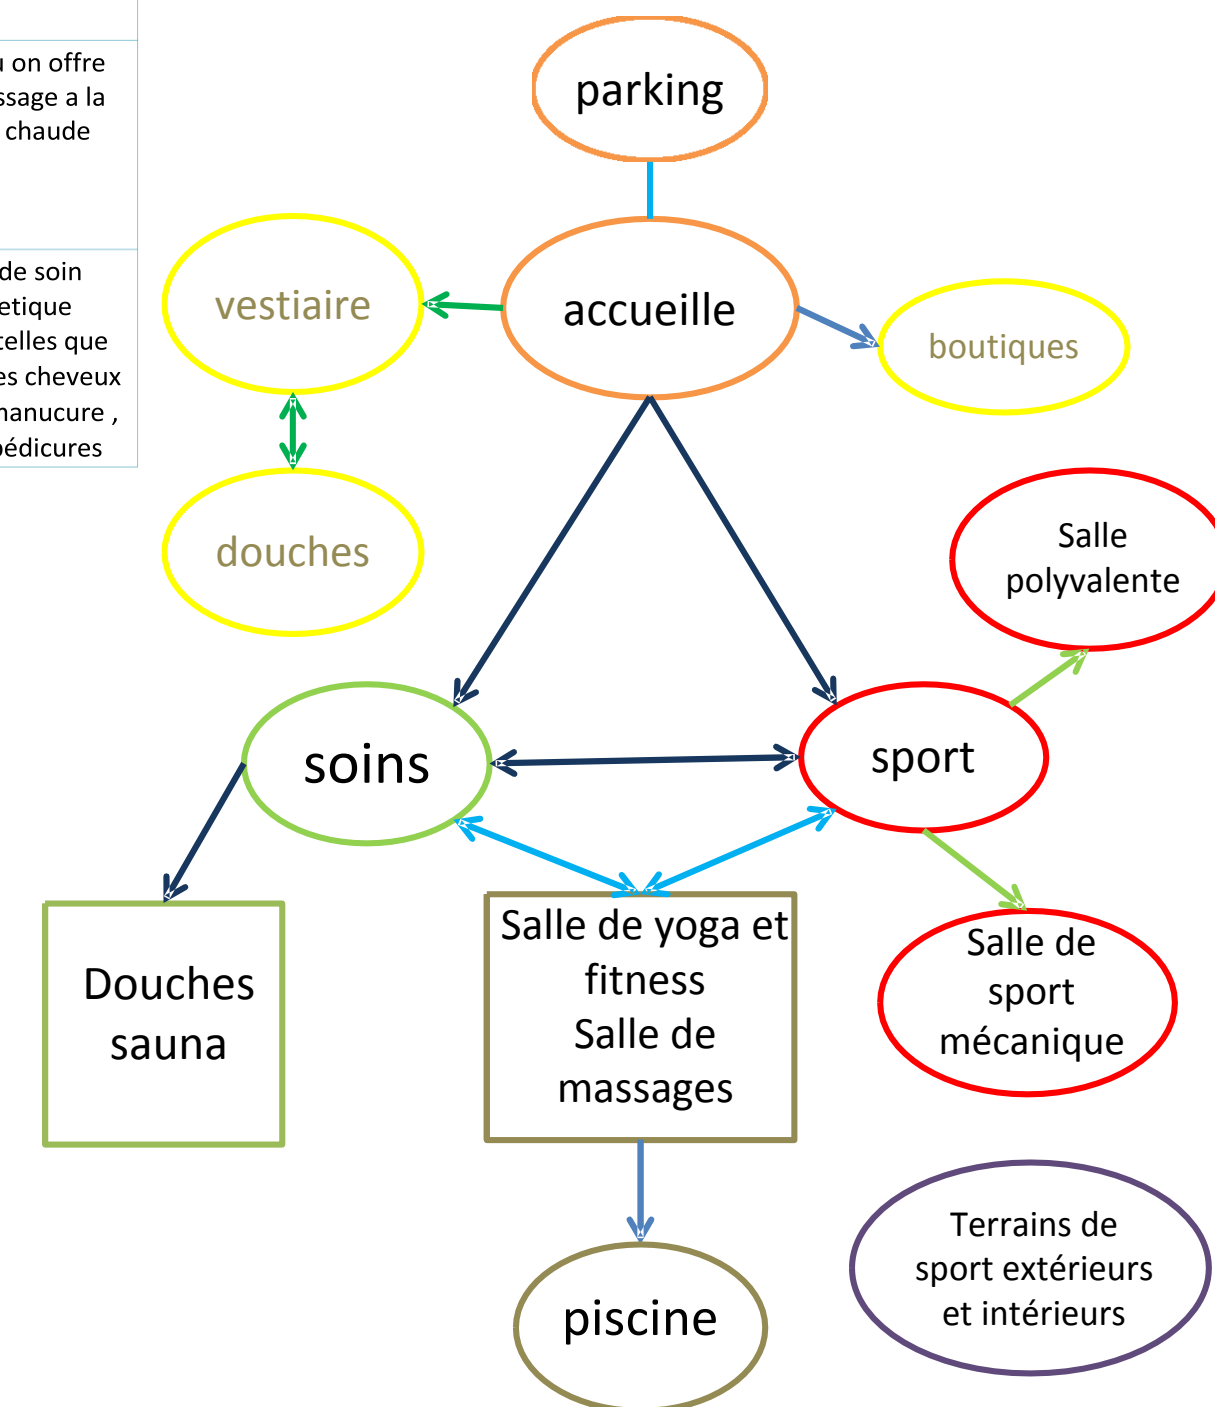 on offre
ssage a la
chaude
de soin
etique
telles que
es cheveux
nanucure ,
pédicures
parking
accueille
vestiaire
boutiques
douches
Salle
polyvalente
soins
sport
Douches
sauna
Salle de yoga et
fitness
Salle de
massages
Salle de
sport
mécanique
Terrains de
sport extérieurs
et intérieurs
piscine